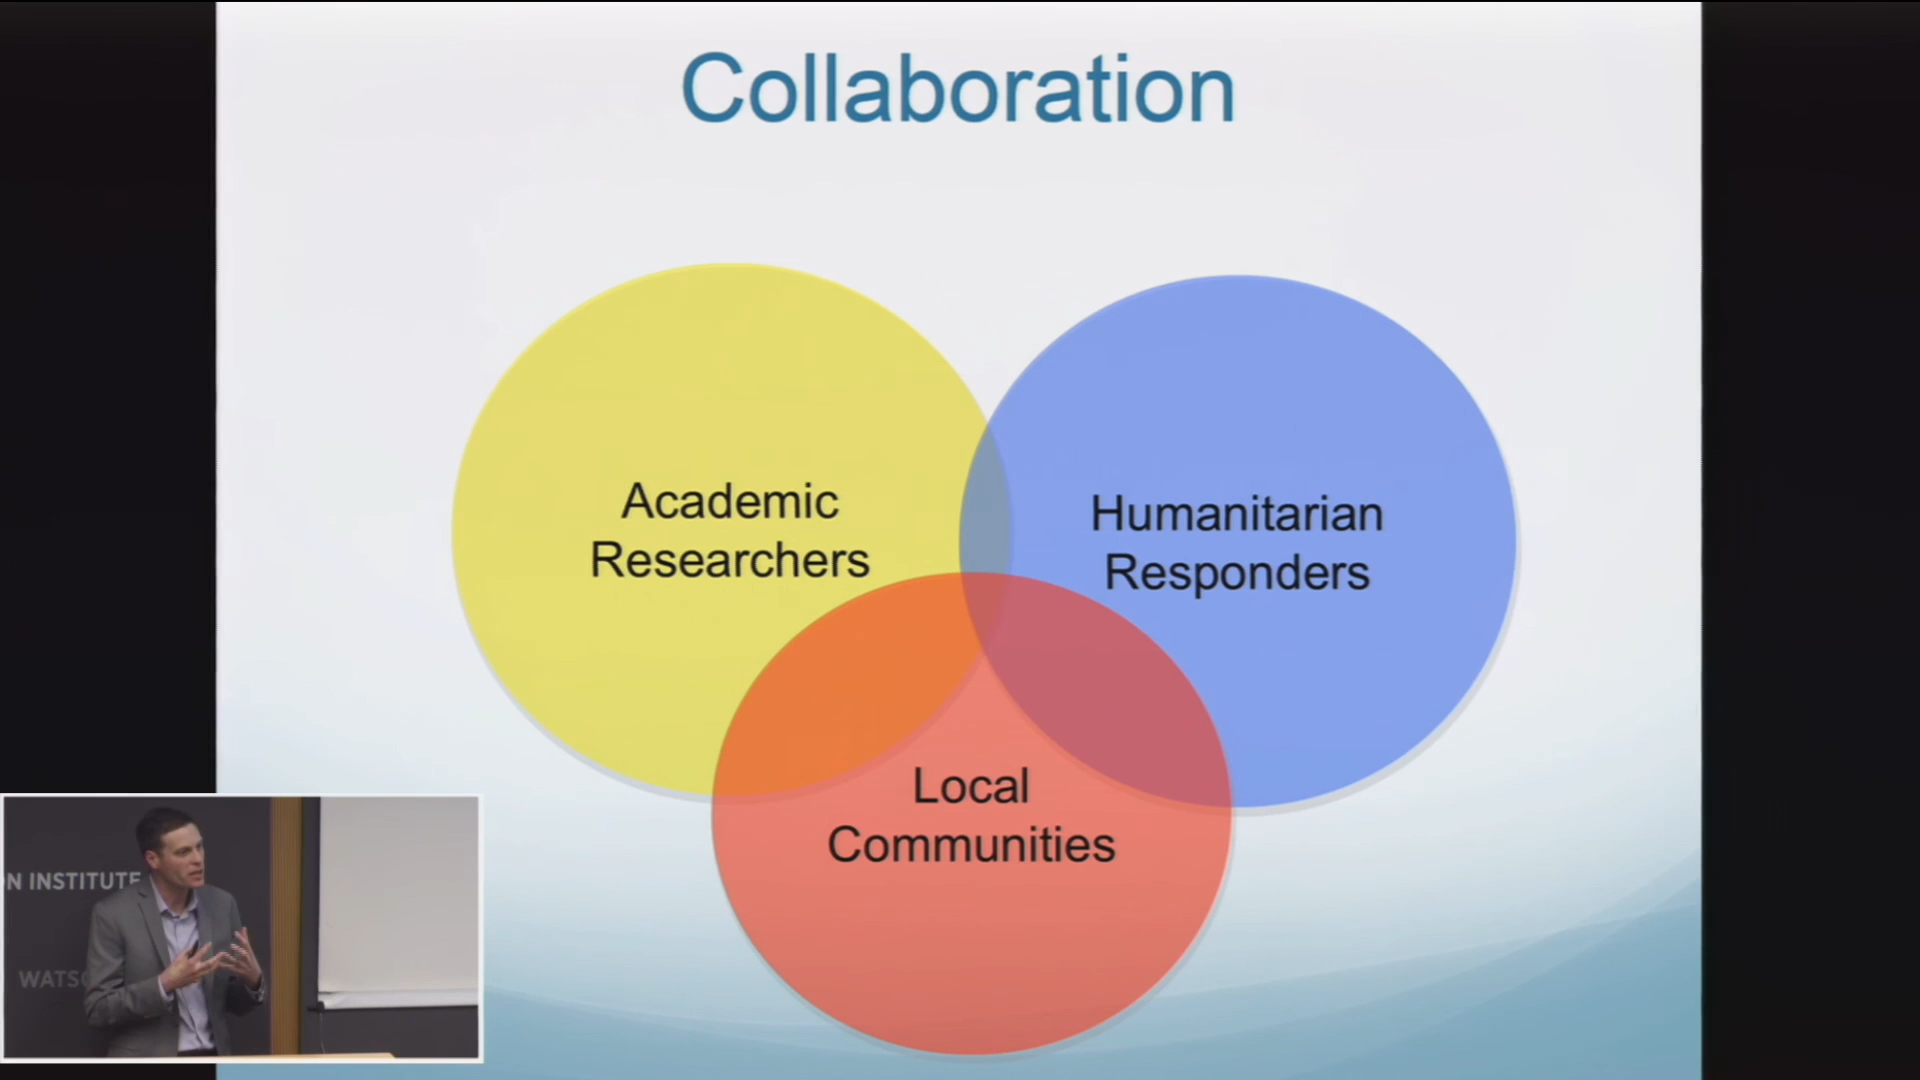 Collaboration
Academic
Researchers
Humanitarian
Responders
Local
Communities
N INSTITUTE
WATS